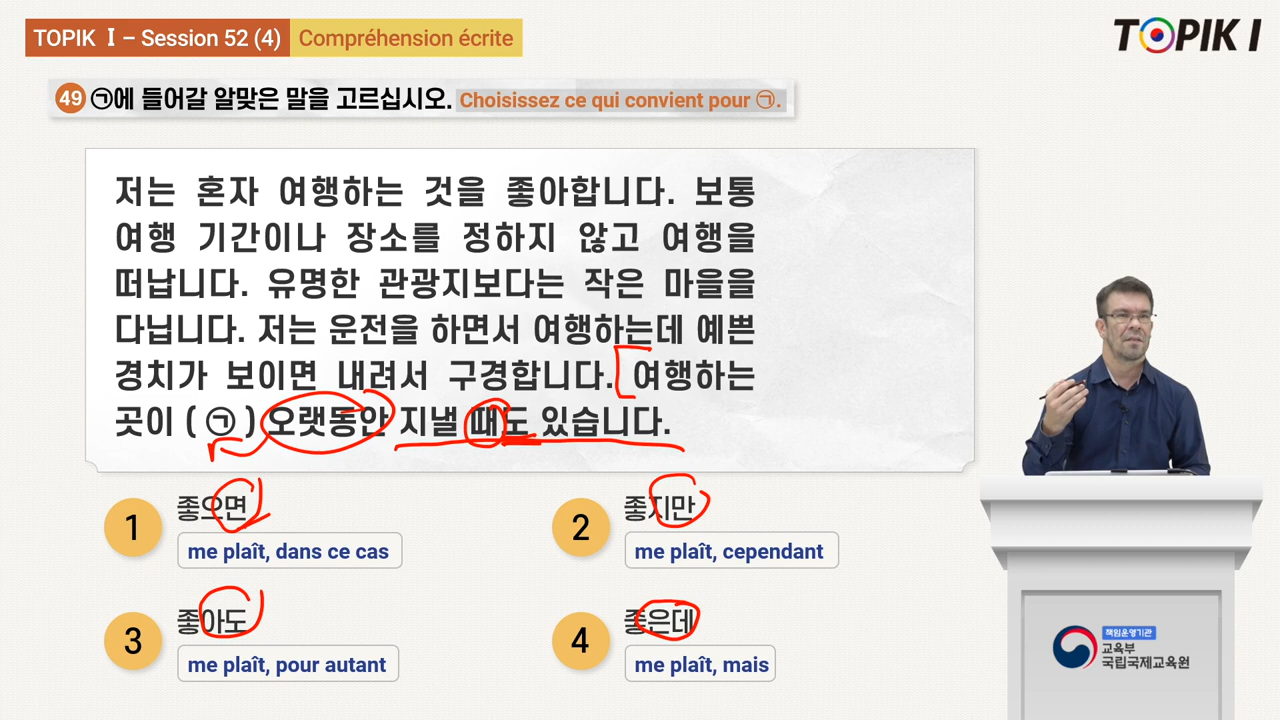 TOPIK I – Session 52 (4) Compréhension écrite
TOPIK I
49 ㉠에 들어갈 알맞은 말을 고르십시오. Choisissez ce qui convient pour ㉠.
저는 혼자 여행하는 것을 좋아합니다. 보통
여행 기간이나 장소를 정하지 않고 여행을
떠납니다. 유명한 관광지보다는 작은 마을을
다닙니다. 저는 운전을 하면서 여행하는데 예쁜
경치가 보이면 내려서 구경합니다. 여행하는
곳이 ( ㉠ ) 오랫동안 지낼 때도 있습니다.
1 좋으면
me plaît, dans ce cas
2 좋지만
me plaît, cependant
3 좋아도
me plaît, pour autant
4 좋은데
me plaît, mais
책임운영기관
교육부
국립국제교육원